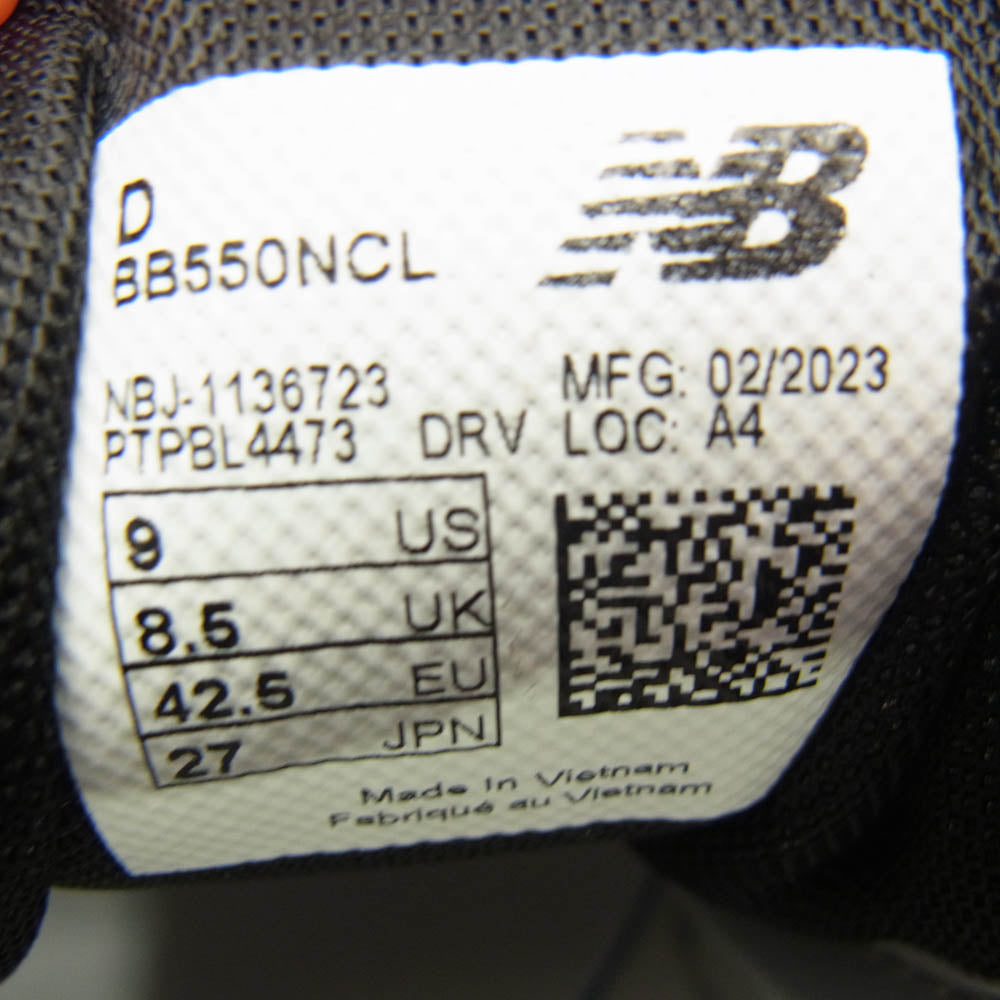 NB
D
BB550NCL
NBJ-1136723
MFG: 02/2023
PTPBL4473 DRV LOC: A4
9 US
8.5 UK
42.5 EU
27 JPN
Made In Vietnam
Fabriqué au Vietnam